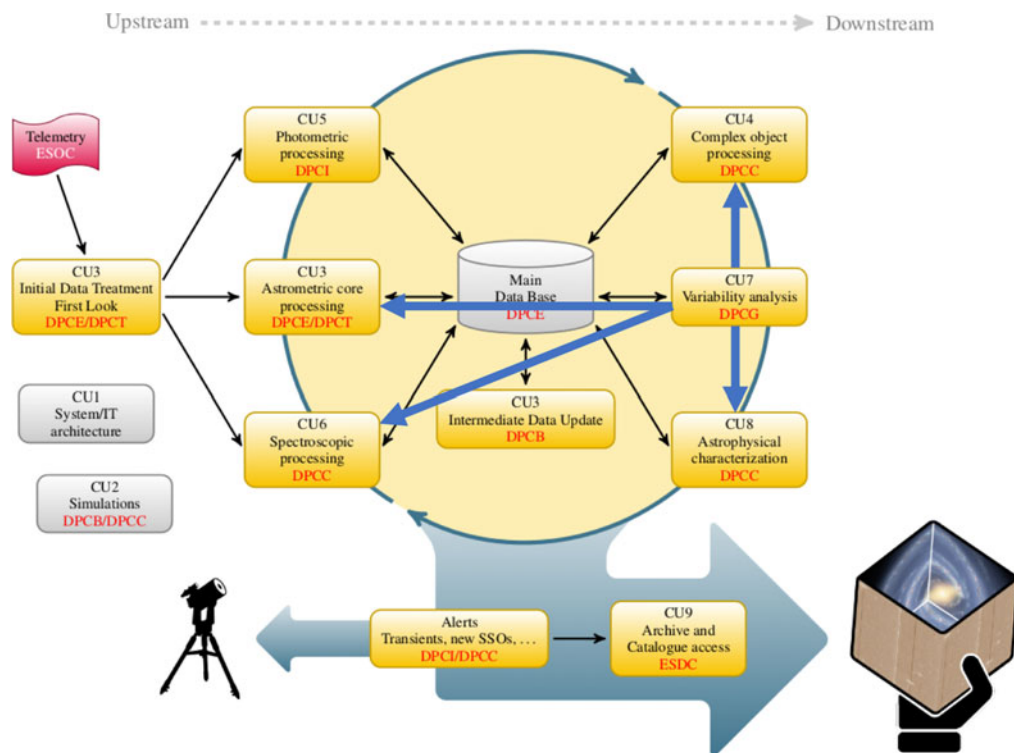 Upstream
Downstream
Telemetry
ESOC
CU5
Photometric
processing
DPCI
CU4
Complex object
processing
DPCC
CU3
Initial Data Treatment
First Look
DPCE/DPCT
CU3
Astrometric core
processing
DPCE/DPCT
Main
Data Base
DPCE
CU7
Variability analysis
DPCG
CU1
System/IT
architecture
CU6
Spectroscopic
processing
DPCC
CU3
Intermediate Data Update
DPCB
CU8
Astrophysical
characterization
DPCC
CU2
Simulations
DPCB/DPCC
Alerts
Transients, new SSOs, …
DPCI/DPCC
CU9
Archive and
Catalogue access
ESDC